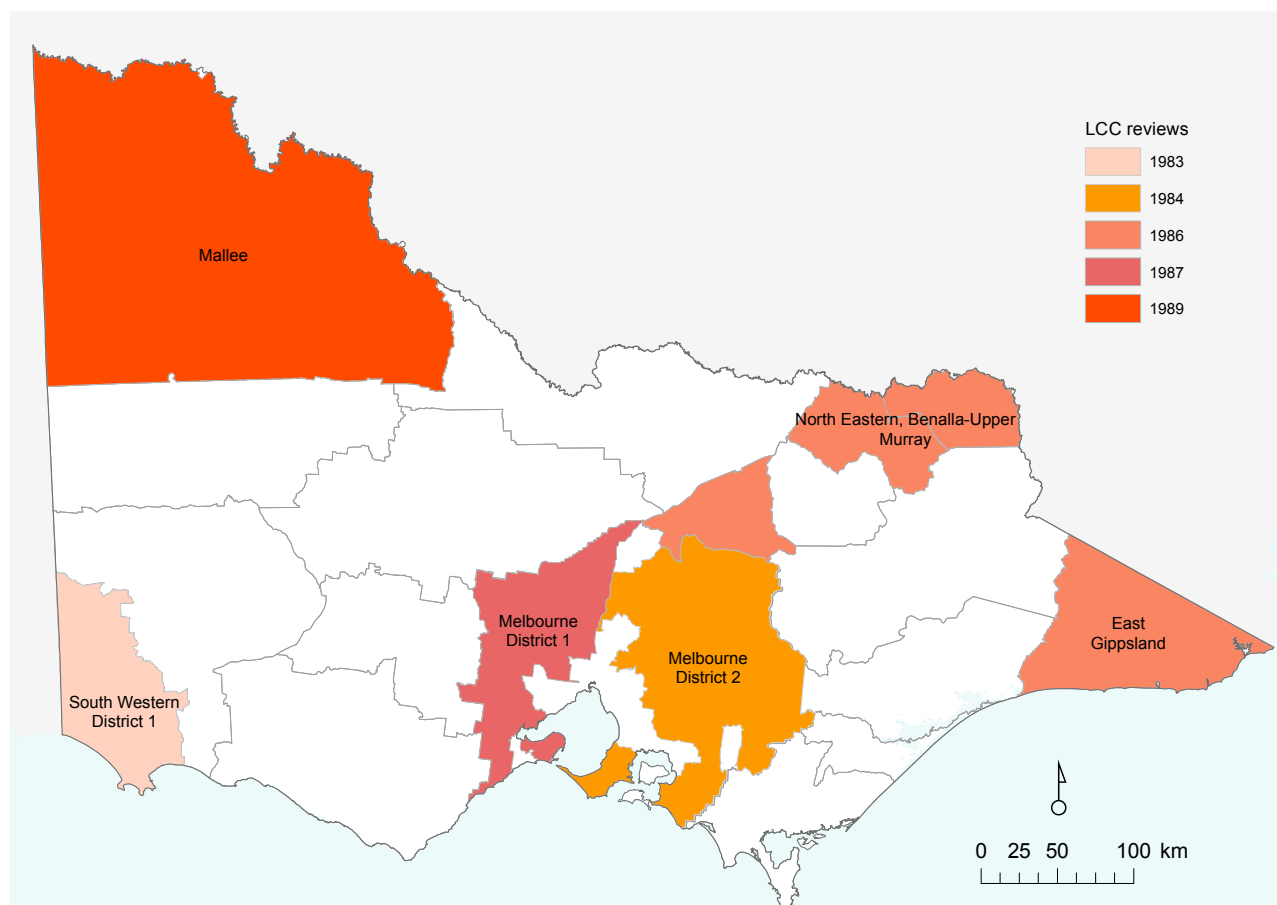 LCC reviews
1983
1984
1986
1987
1989
Mallee
North Eastern, Benalla-Upper
Murray
Melbourne
District 1
East
Gippsland
Melbourne
District 2
South Western
District 1
0 25 50 100 km